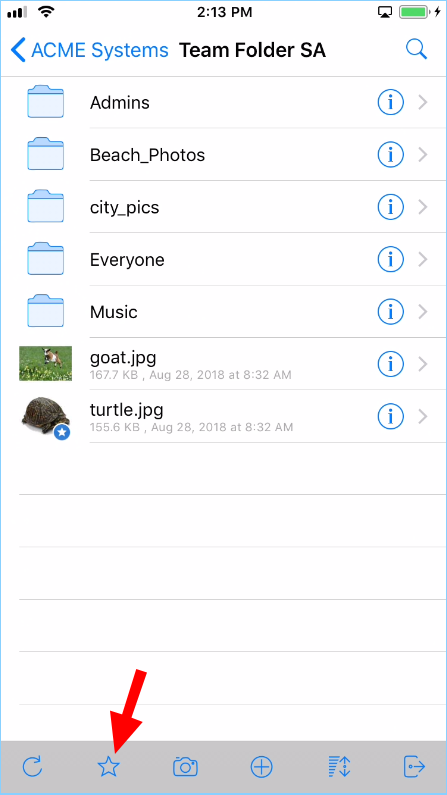 2:13 PM
ACME Systems Team Folder SA
Admins
Beach_Photos
city_pics
Everyone
Music
goat.jpg
167.7 KB , Aug 28, 2018 at 8:32 AM
turtle.jpg
155.6 KB , Aug 28, 2018 at 8:32 AM